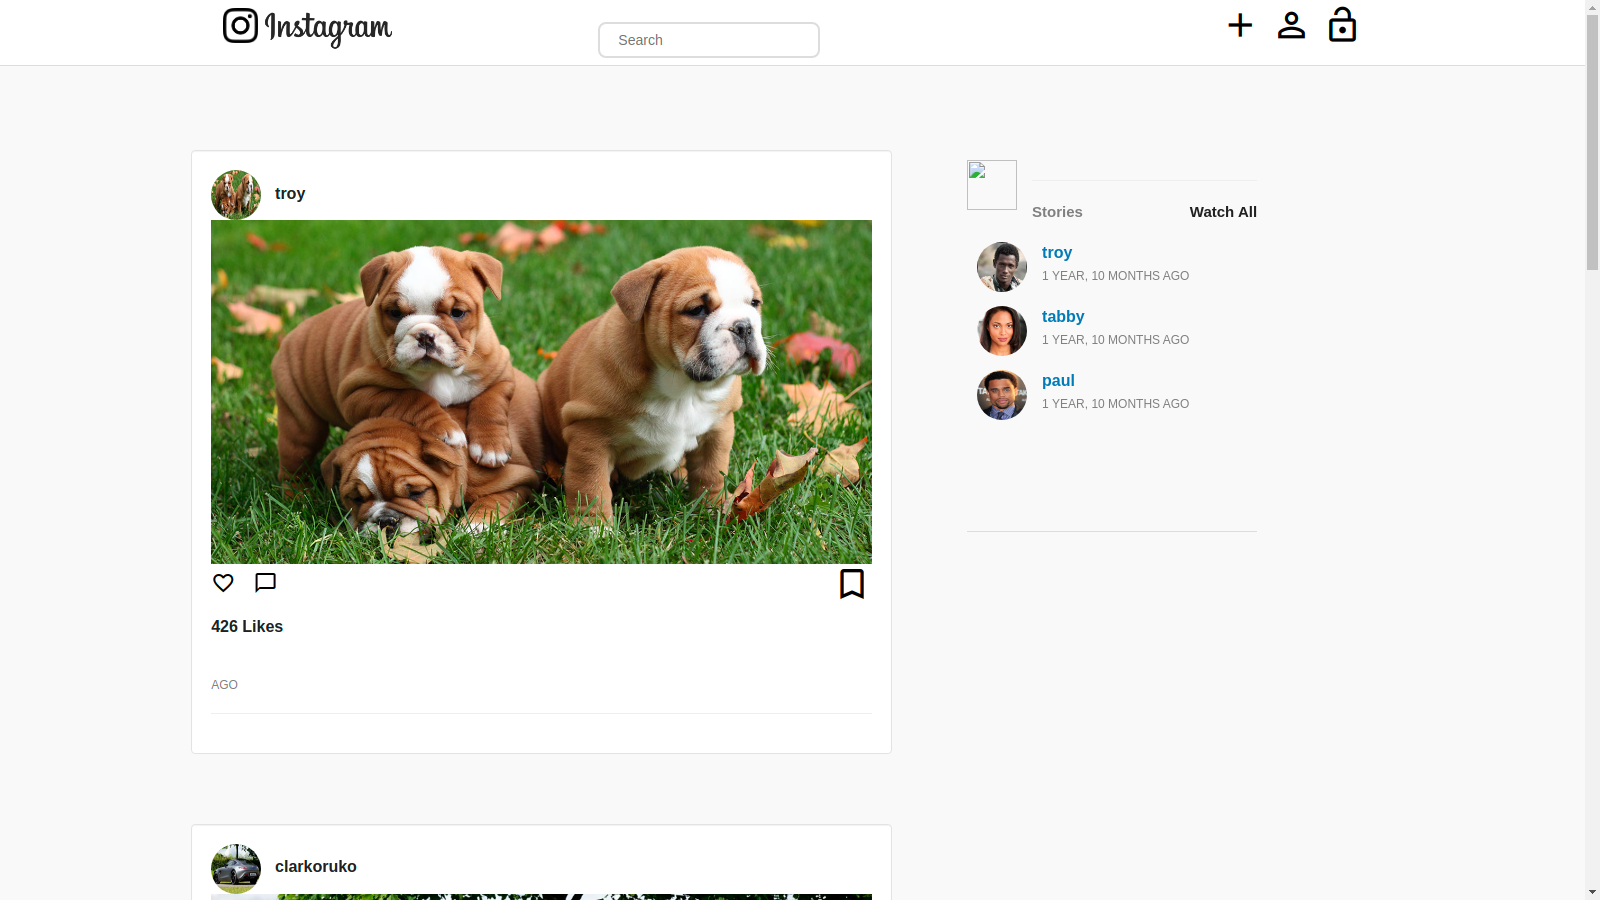 Instagram
Search
troy
426 Likes
AGO
clarkoruko
Stories
Watch All
troy
1 YEAR, 10 MONTHS AGO
tabby
1 YEAR, 10 MONTHS AGO
paul
1 YEAR, 10 MONTHS AGO